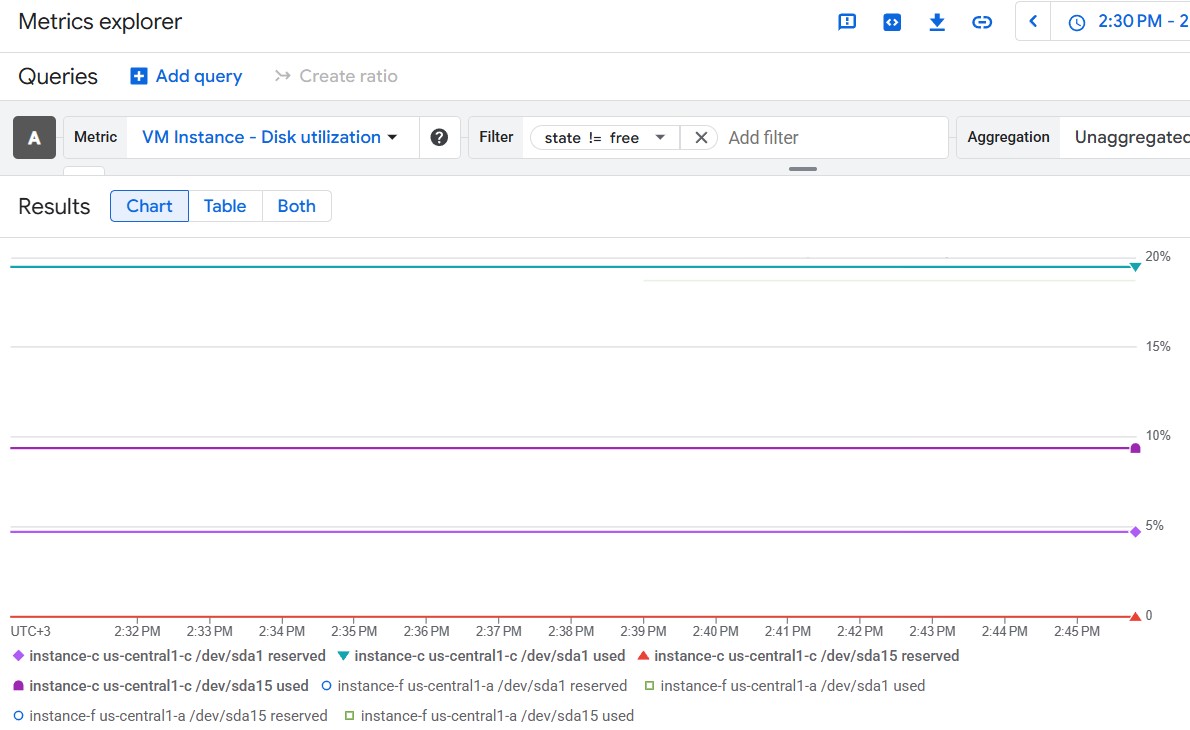 Metrics explorer
2:30 PM - 2
Queries Add query Create ratio
A Metric VM Instance - Disk utilization Filter state != free Add filter Aggregation Unaggregated
Results Chart Table Both
20%
15%
10%
5%
0
UTC+3 2:32 PM 2:33 PM 2:34 PM 2:35 PM 2:36 PM 2:37 PM 2:38 PM 2:39 PM 2:40 PM 2:41 PM 2:42 PM 2:43 PM 2:44 PM 2:45 PM
instance-c us-central1-c /dev/sda1 reserved instance-c us-central1-c /dev/sda1 used instance-c us-central1-c /dev/sda15 reserved
instance-c us-central1-c /dev/sda15 used instance-f us-central1-a /dev/sda1 reserved instance-f us-central1-a /dev/sda1 used
instance-f us-central1-a /dev/sda15 reserved instance-f us-central1-a /dev/sda15 used